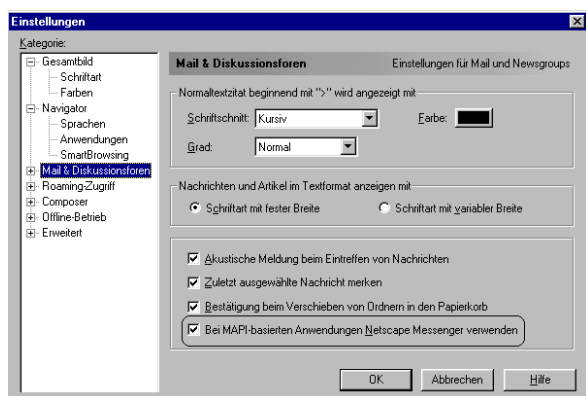 Einstellungen
Kategorie:
Gesamtbild
Schriftart
Farben
Navigator
Sprachen
Anwendungen
SmartBrowsing
Mail & Diskussionsforen
Roaming-Zugriff
Composer
Offline-Betrieb
Erweitert
Mail & Diskussionsforen Einstellungen für Mail und Newsgroups
Normaltextzitat beginnend mit ">" wird angezeigt mit
Schriftschnitt: Kursiv Farbe:
Grad: Normal
Nachrichten und Artikel im Textformat anzeigen mit
Schriftart mit fester Breite Schriftart mit variabler Breite
Akustische Meldung beim Eintreffen von Nachrichten
Zuletzt ausgewählte Nachricht merken
Bestätigung beim Verschieben von Ordnern in den Papierkorb
Bei MAPI-basierten Anwendungen Netscape Messenger verwenden
OK Abbrechen Hilfe